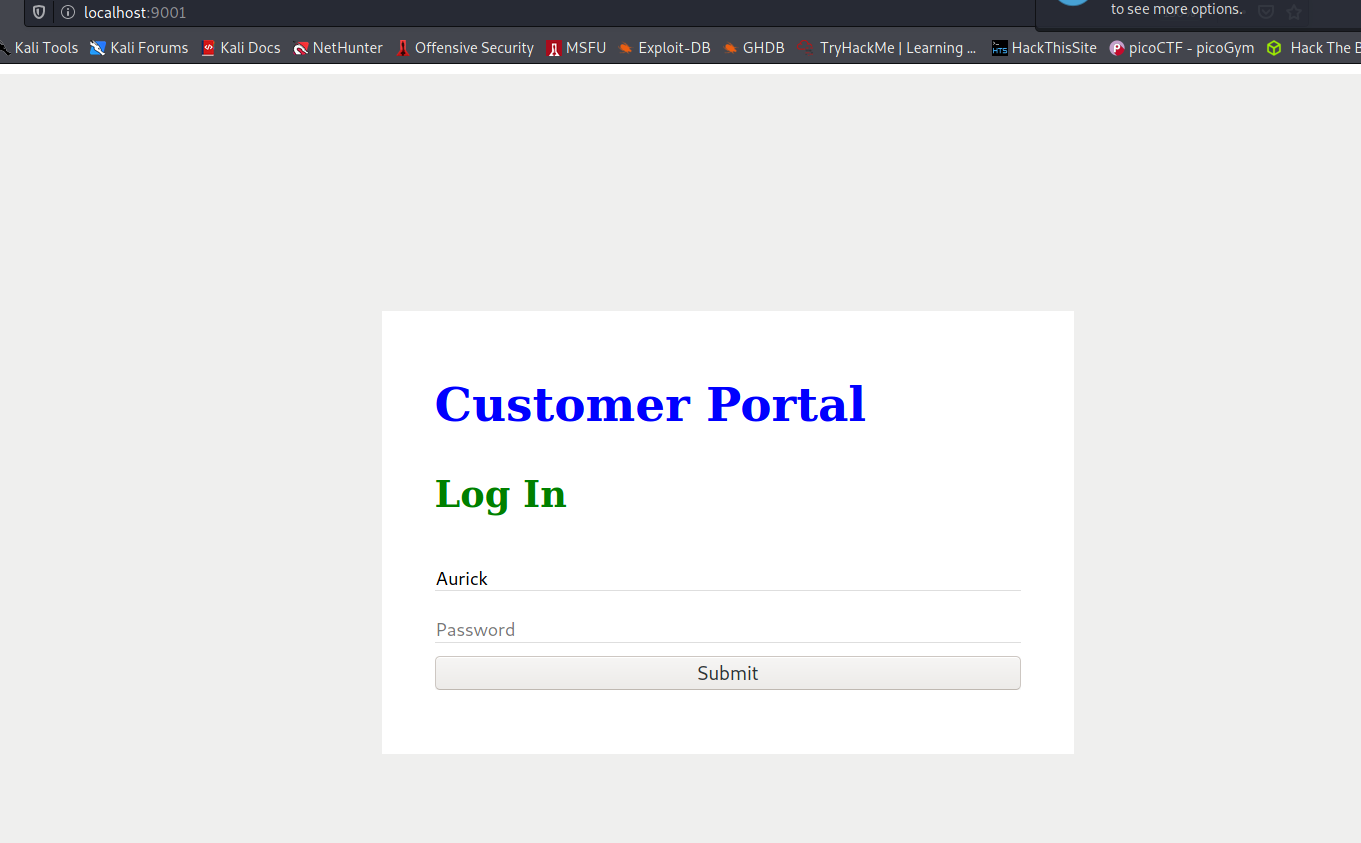 localhost:9001
to see more options.
Kali Tools Kali Forums Kali Docs NetHunter Offensive Security MSFU Exploit-DB GHDB TryHackMe | Learning ... HTS HackThisSite picoCTF - picoGym Hack The B
Customer Portal
Log In
Aurick
Password
Submit